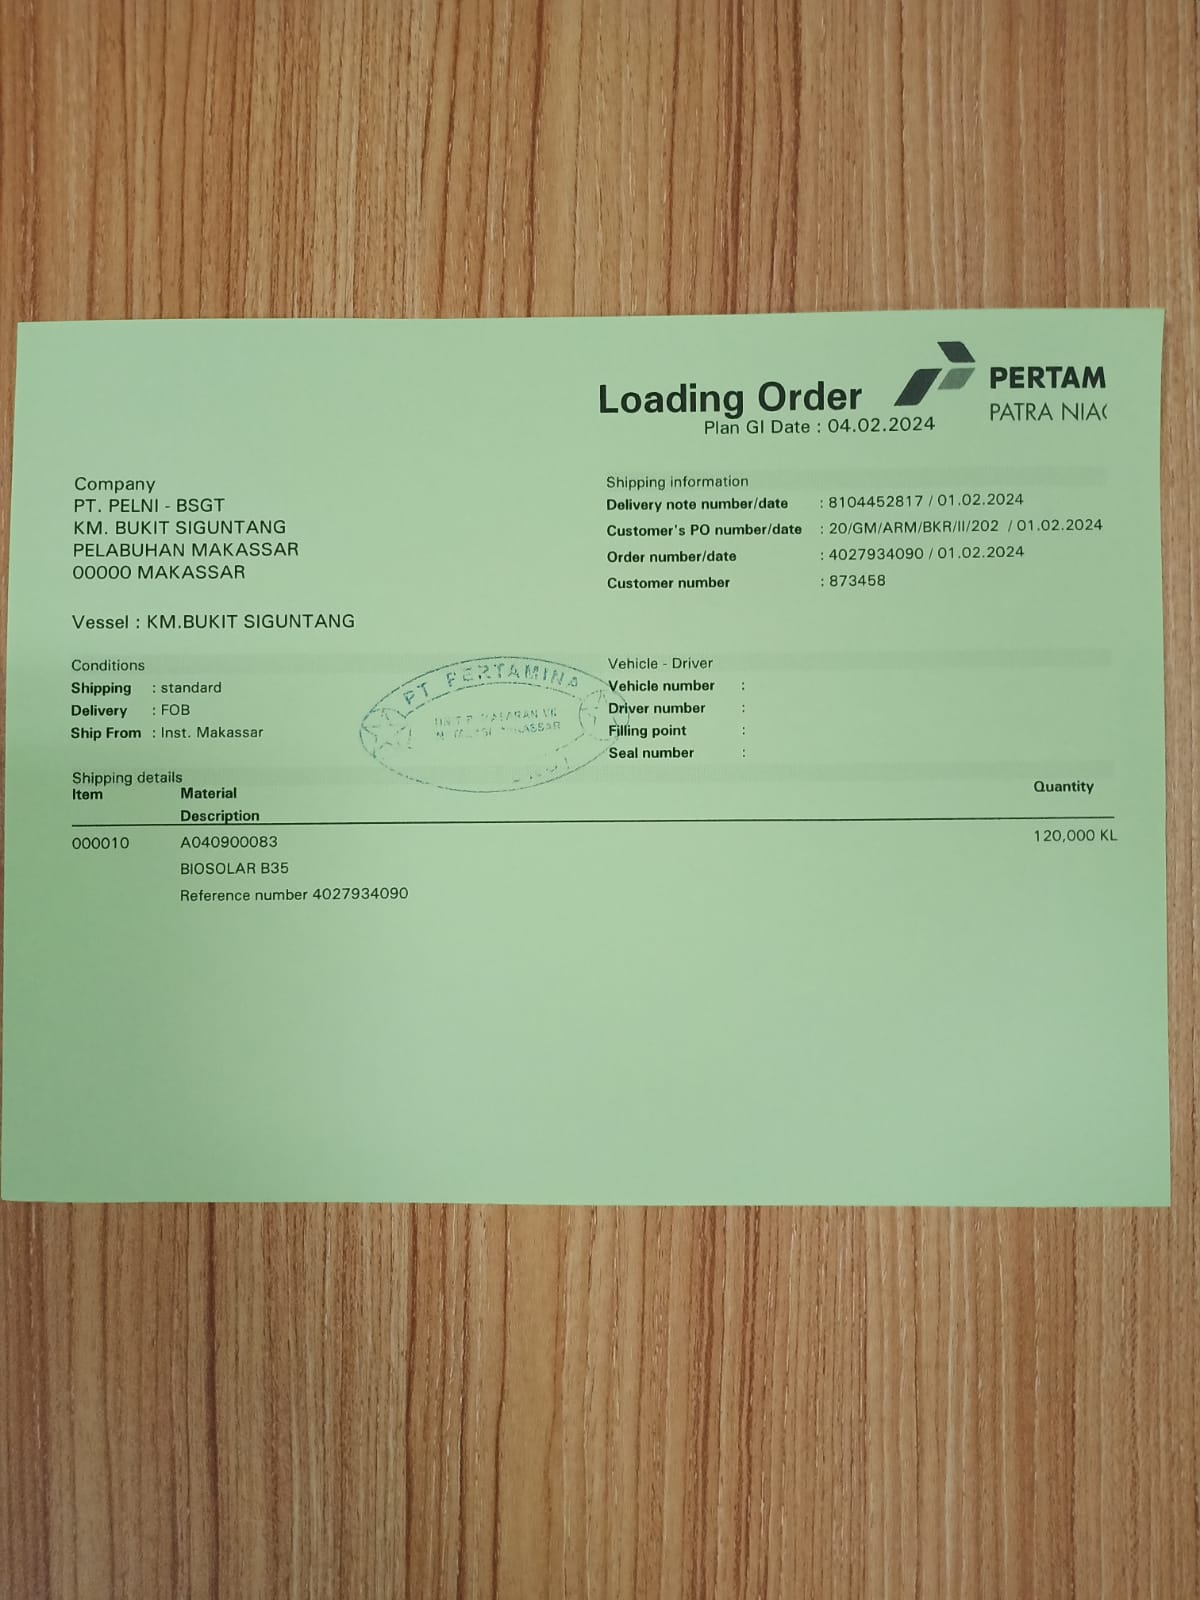 Loading Order
Plan GI Date : 04.02.2024
PERTAM
PATRA NIA
Company
PT. PELNI - BSGT
KM. BUKIT SIGUNTANG
PELABUHAN MAKASSAR
00000 MAKASSAR
Vessel : KM.BUKIT SIGUNTANG
Shipping information
Delivery note number/date : 8104452817 / 01.02.2024
Customer's PO number/date : 20/GM/ARM/BKR/II/202 / 01.02.2024
Order number/date : 4027934090 / 01.02.2024
Customer number : 873458
Conditions
Shipping : standard
Delivery : FOB
Ship From : Inst. Makassar
PT PERTAMINA
Vehicle - Driver
Vehicle number :
Driver number :
Filling point :
Seal number :
Shipping details
Item Material Quantity
Description
000010 A040900083 120,000 KL
BIOSOLAR B35
Reference number 4027934090